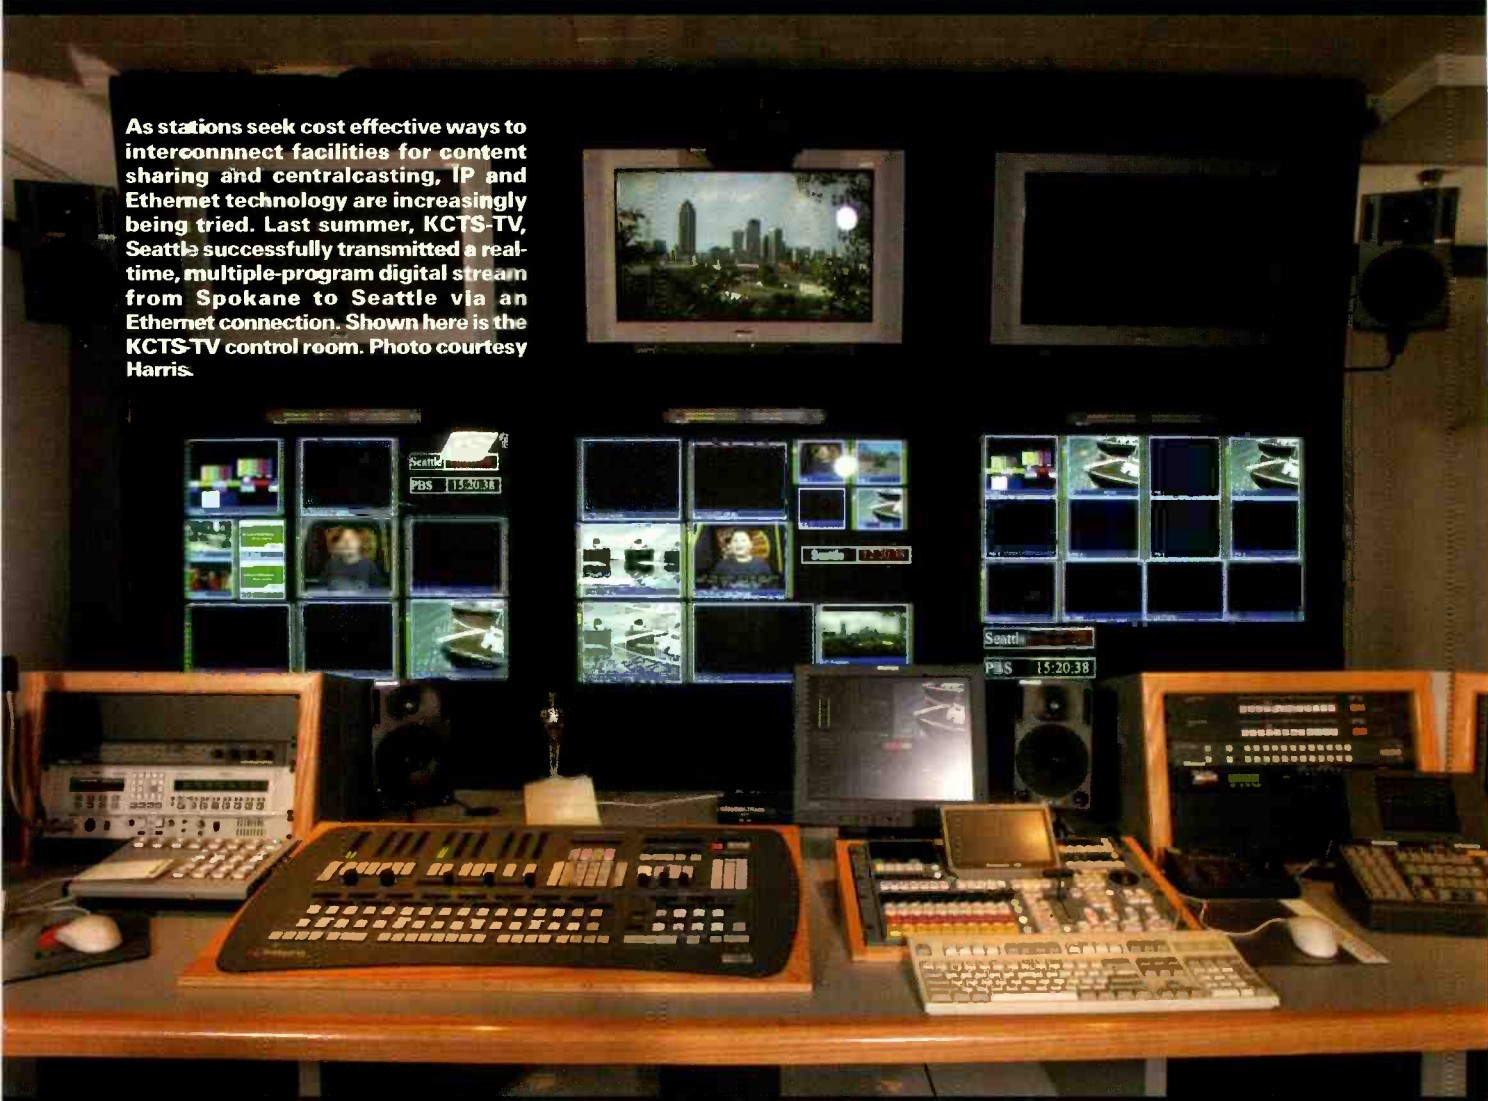 As stations seek cost effective ways to
interconnnect facilities for content
sharing and centralcasting, IP and
Ethernet technology are increasingly
being tried. Last summer, KCTS-TV,
Seattle successfully transmitted a real-
time, multiple-program digital stream
from Spokane to Seattle via an
Ethernet connection. Shown here is the
KCTS-TV control room. Photo courtesy
Harris.
Seattle
PBS 15:20:38
Seattle 12:20:38
Seattle
PBS 15:20:38